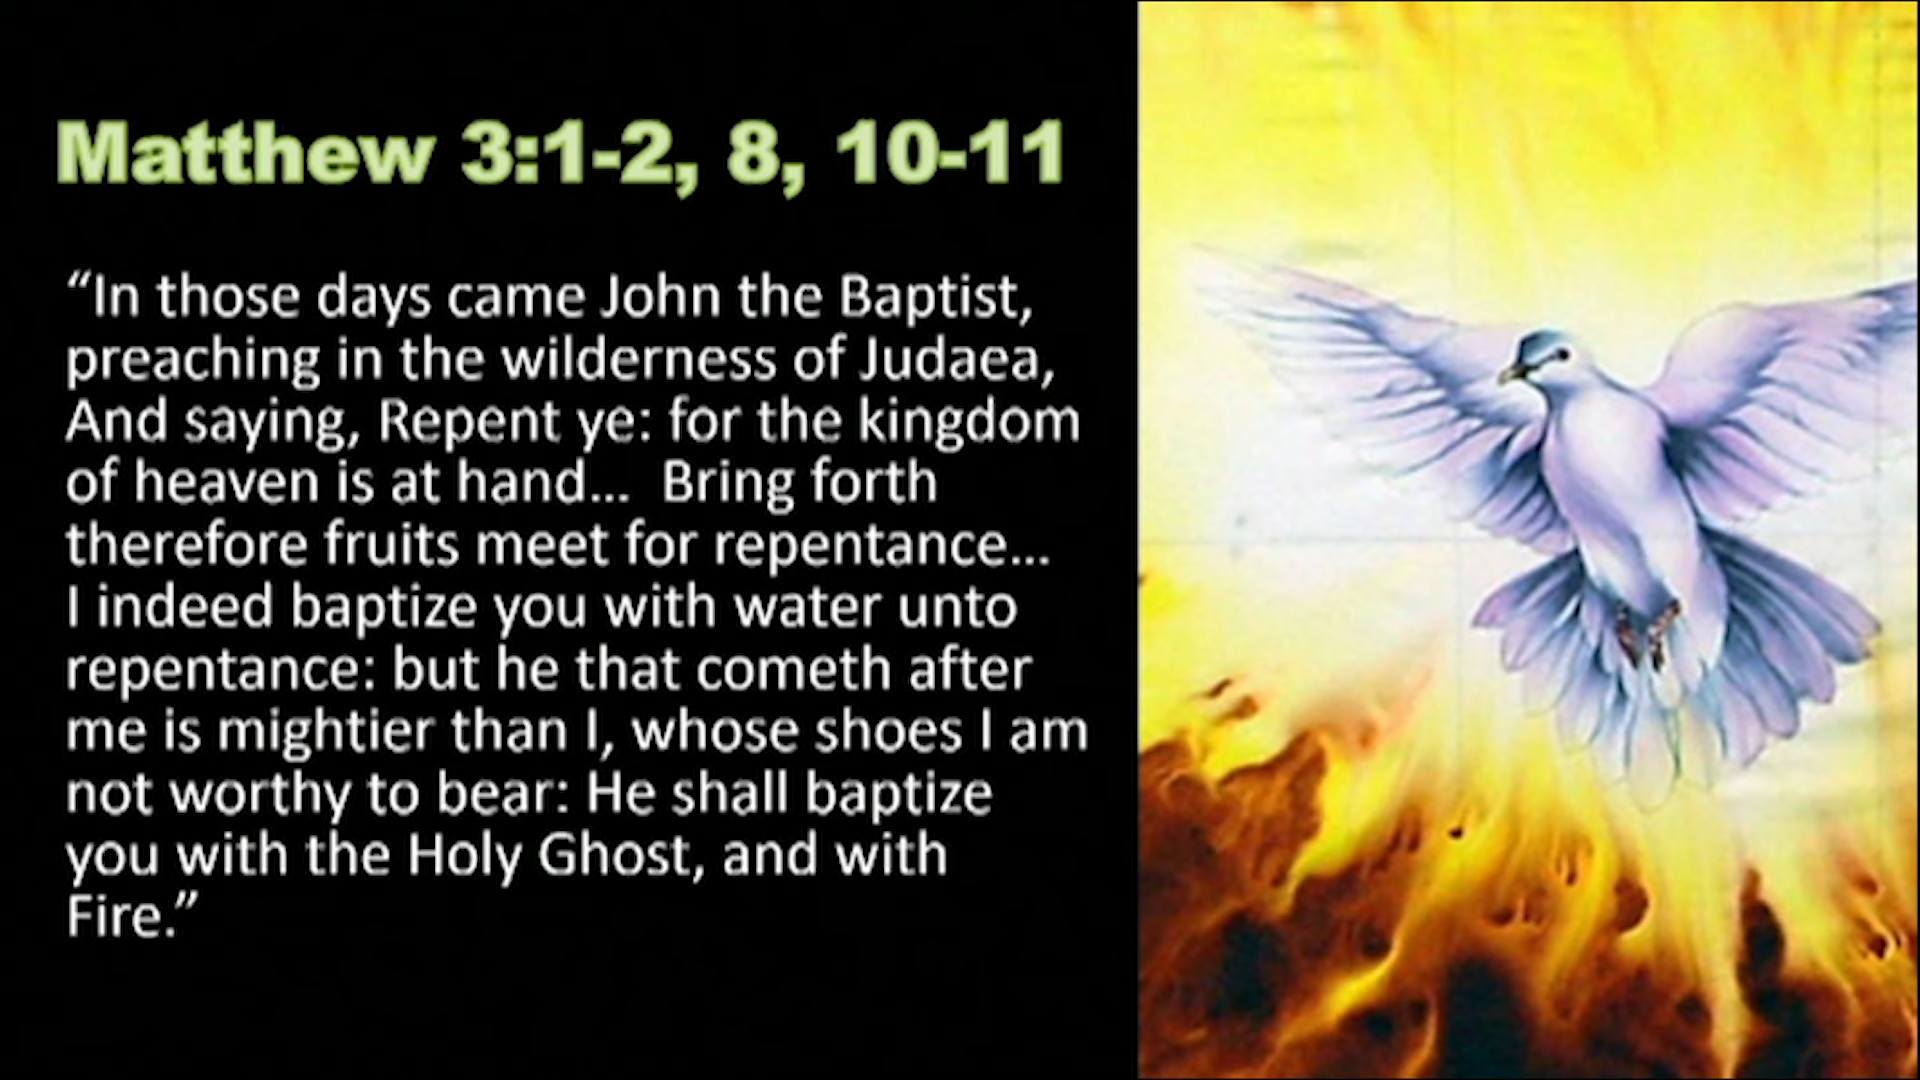 Matthew 3:1-2, 8, 10-11
“In those days came John the Baptist,
preaching in the wilderness of Judaea,
And saying, Repent ye: for the kingdom
of heaven is at hand...  Bring forth
therefore fruits meet for repentance...
I indeed baptize you with water unto
repentance: but he that cometh after
me is mightier than I, whose shoes I am
not worthy to bear: He shall baptize
you with the Holy Ghost, and with
Fire.”